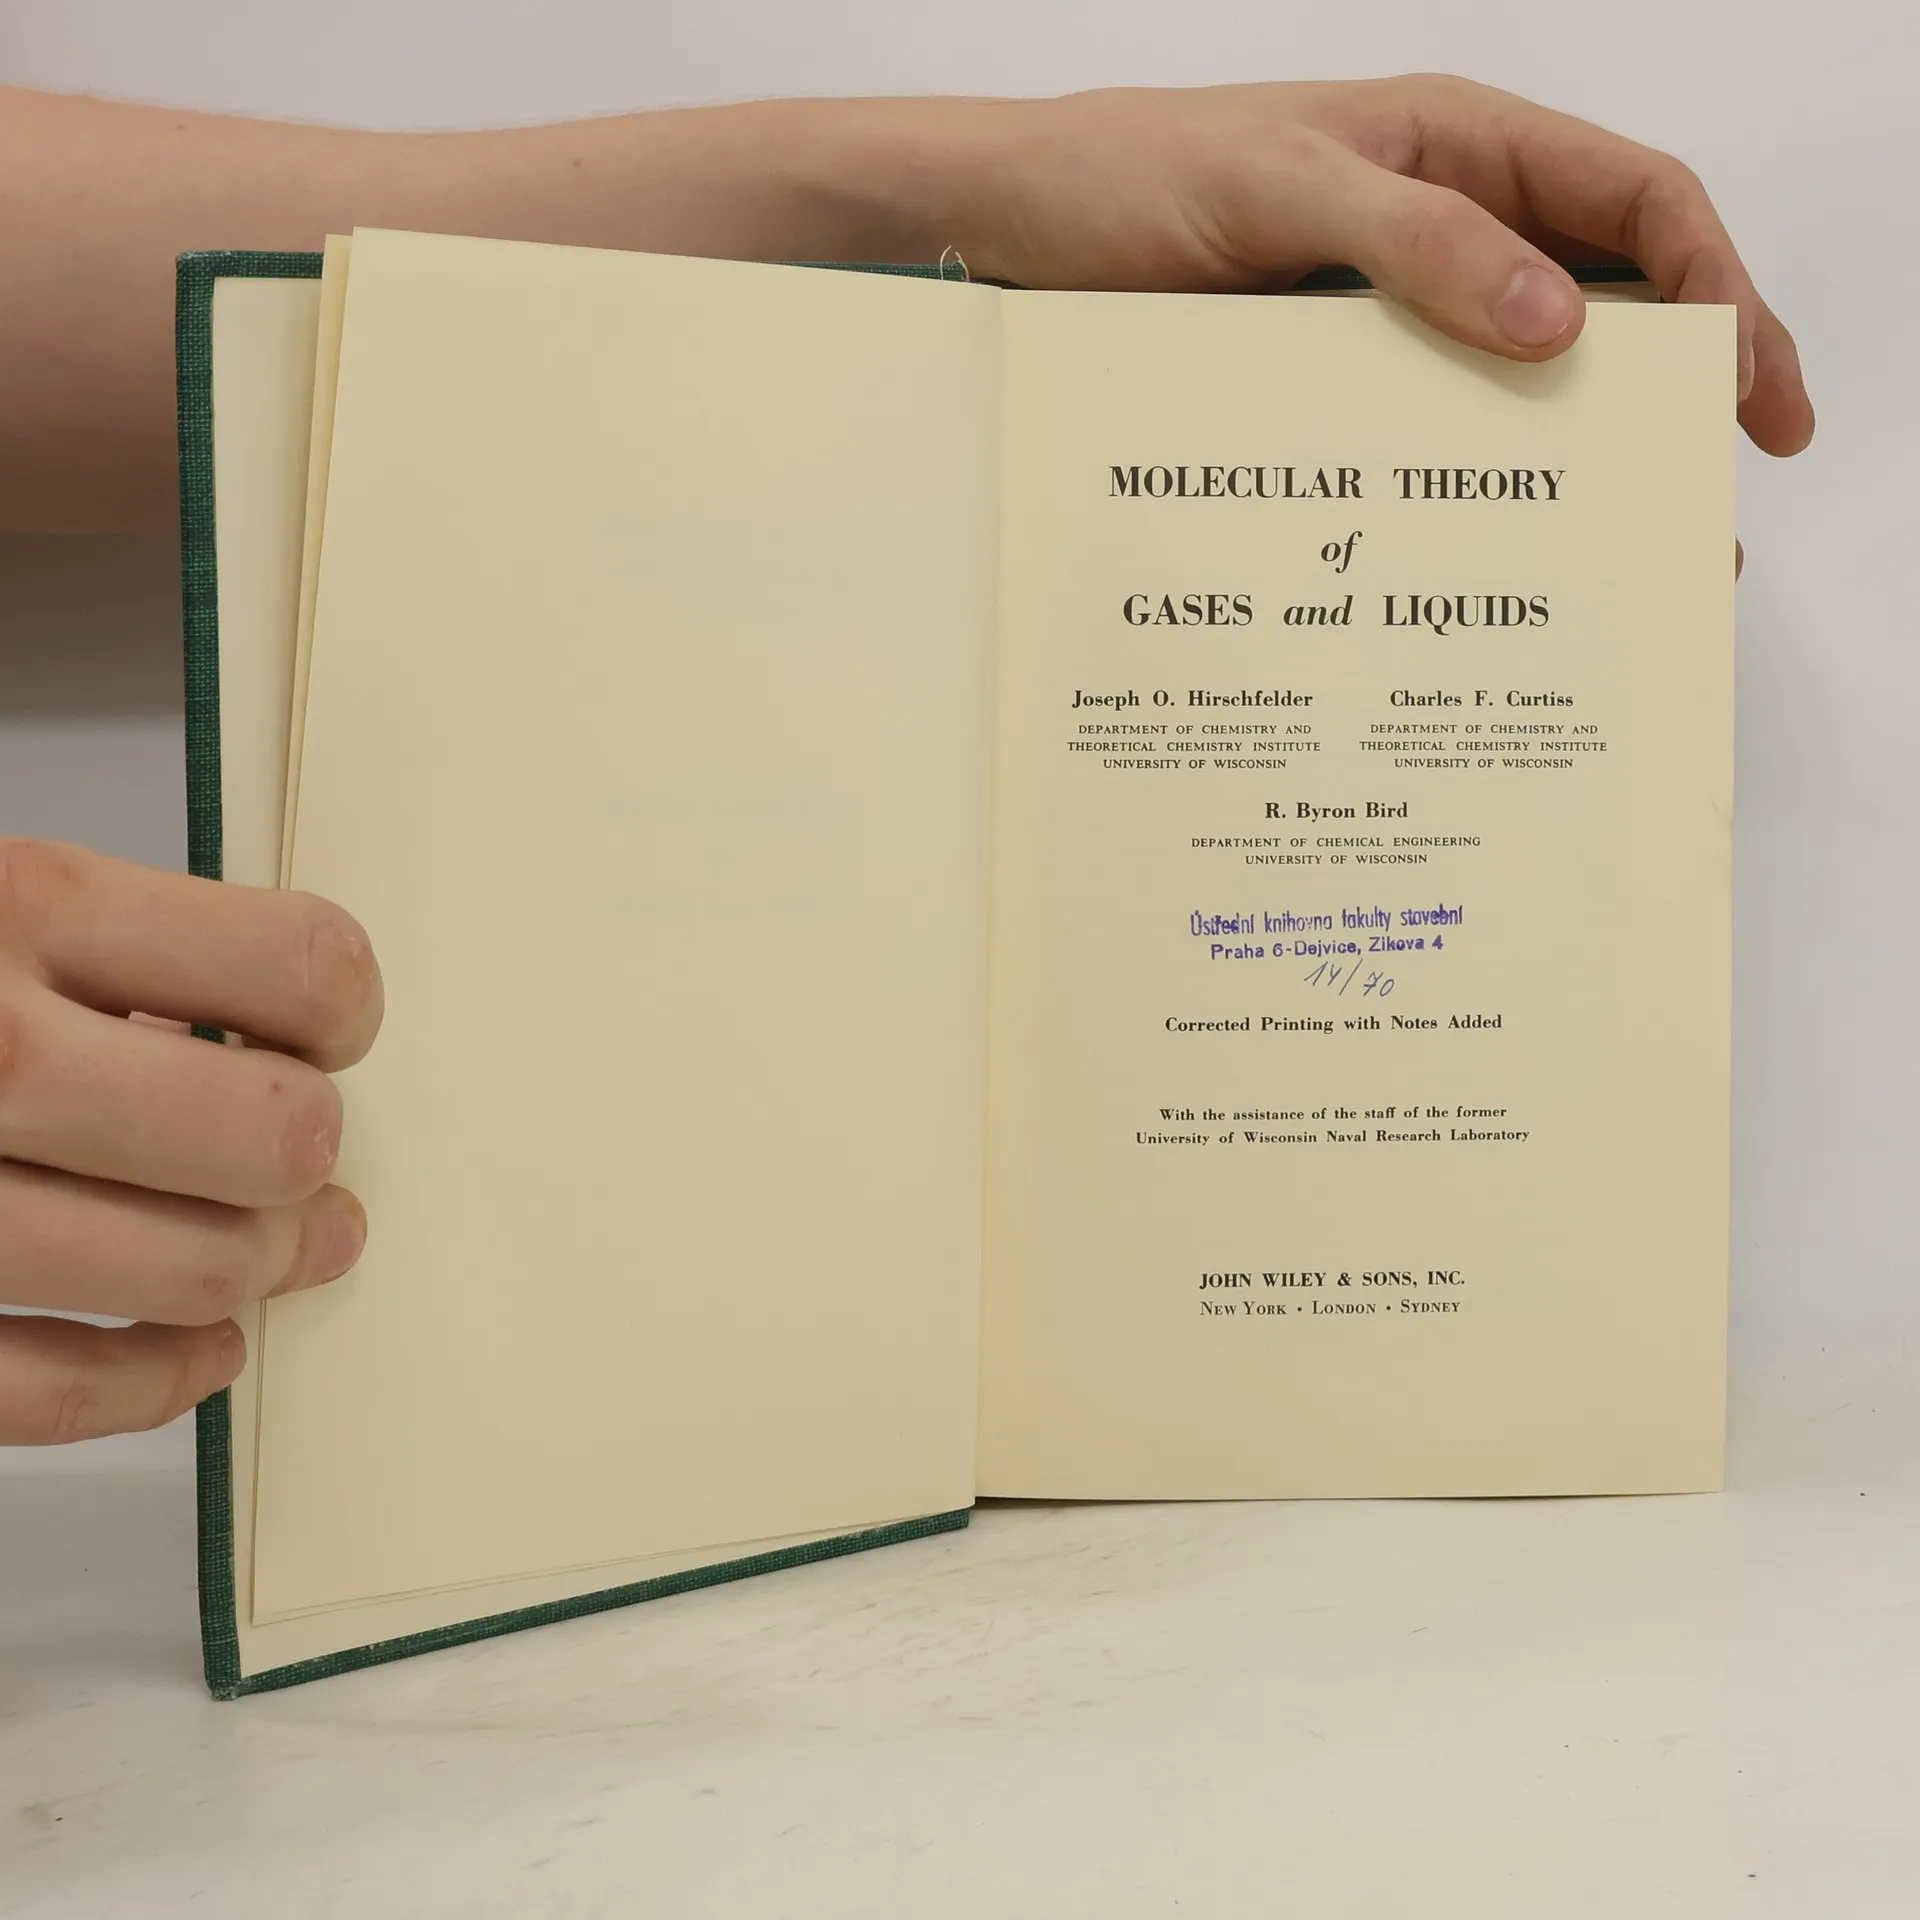 MOLECULAR THEORY
of
GASES and LIQUIDS
Joseph O. Hirschfelder
DEPARTMENT OF CHEMISTRY AND
THEORETICAL CHEMISTRY INSTITUTE
UNIVERSITY OF WISCONSIN
Charles F. Curtiss
DEPARTMENT OF CHEMISTRY AND
THEORETICAL CHEMISTRY INSTITUTE
UNIVERSITY OF WISCONSIN
R. Byron Bird
DEPARTMENT OF CHEMICAL ENGINEERING
UNIVERSITY OF WISCONSIN
Ústřední knihovna fakulty stavební
Praha 6-Dejvice, Zikova 4
14/70
Corrected Printing with Notes Added
With the assistance of the staff of the former
University of Wisconsin Naval Research Laboratory
JOHN WILEY & SONS, INC.
NEW YORK • LONDON • SYDNEY